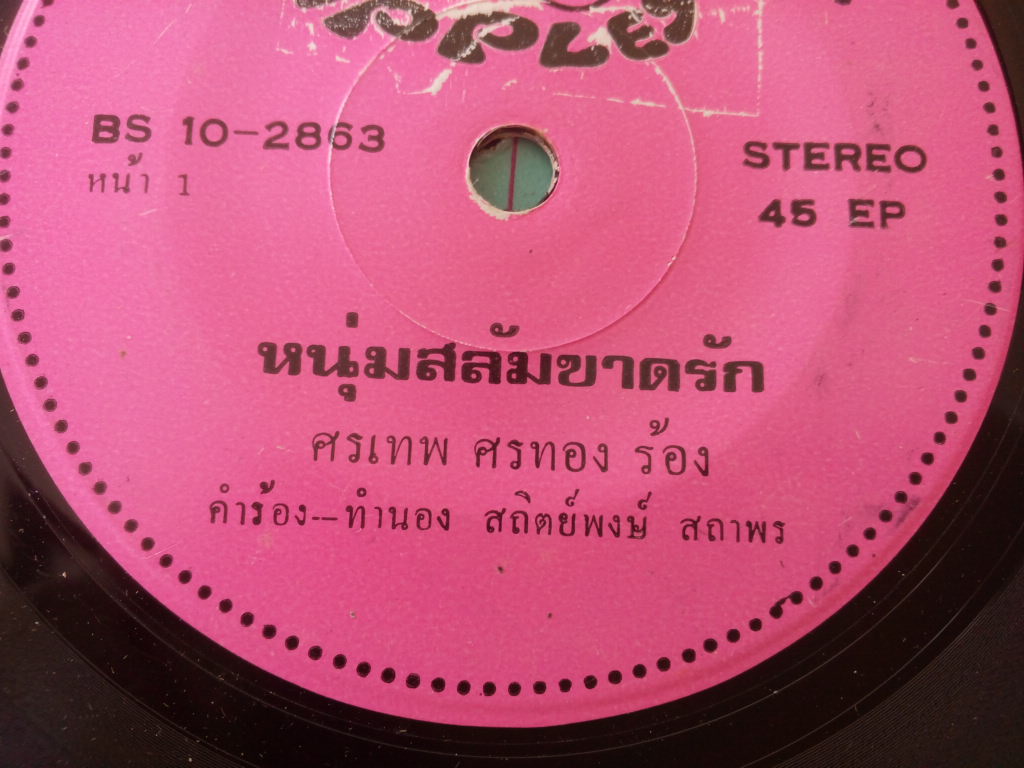 BS 10-2863
หน้า 1
STEREO
45 EP
หนุ่มสลัมขาดรัก
ศรเทพ ศรทอง ร้อง
คำร้อง--ทำนอง สถิตย์พงษ์ สถาพร